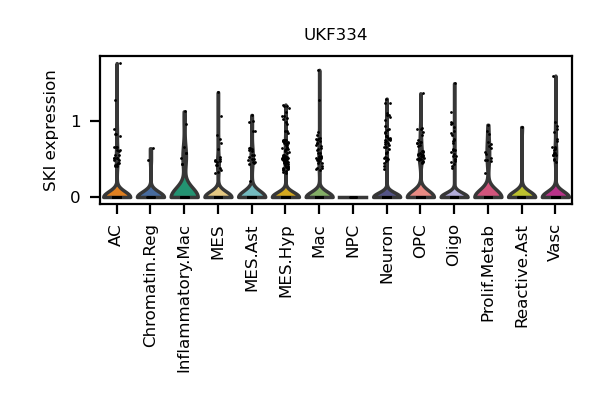 UKF334
SKI expression
1
0
AC
Chromatin.Reg
Inflammatory.Mac
MES
MES.Ast
MES.Hyp
Mac
NPC
Neuron
OPC
Oligo
Prolif.Metab
Reactive.Ast
Vasc